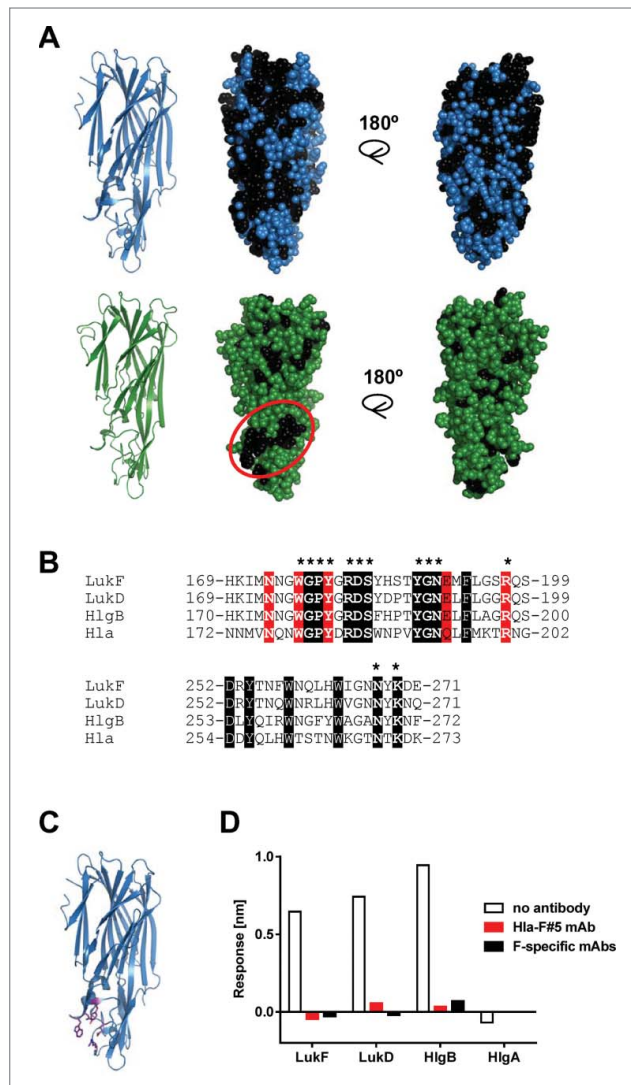 A
180º
180º
B
LukF 169-HKIMNNGWGPYGRDSYHSTYGNEMFLGSRQS-199
LukD 169-HKIMNNGWGPYGRDSYDPTYGNELFLGGRQS-199
HlgB 170-HKIMNNGWGPYGRDSFHPTYGNELFLAGRQS-200
Hla 172-NNMVNQNWGPYDRDSWNPVYGNQLFMKTRNG-202
**** *** *** *
LukF 252-DRYTNFWNQLHWIGNNYKDE-271
LukD 252-DRYTNQWNRLHWVGNNYKNQ-271
HlgB 253-DLYQIRWNGFYWAGANYKNF-272
Hla 254-DDYQLHWTSTNWKGTNTKDK-273
* *
C
D
Response [nm]
1.0
0.5
0.0
LukF LukD HlgB HlgA
no antibody
Hla-F#5 mAb
F-specific mAbs